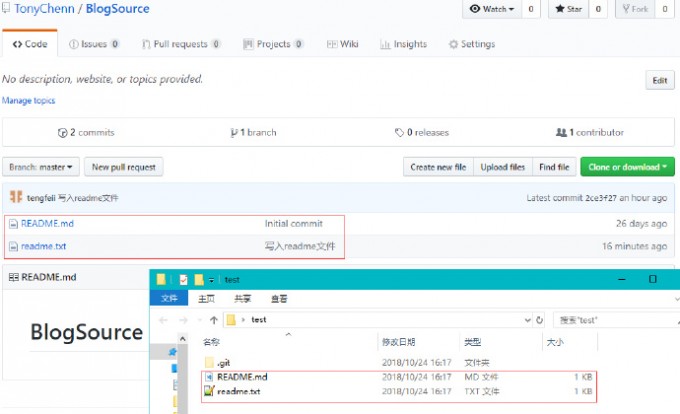 TonyChenn / BlogSource
Watch 0 Star 0 Fork 0
Code Issues 0 Pull requests 0 Projects 0 Wiki Insights Settings
No description, website, or topics provided. Edit
Manage topics
2 commits 1 branch 0 releases 1 contributor
Branch: master New pull request Create new file Upload files Find file Clone or download
tengfeli 写入readme文件 Latest commit 2ce3f27 an hour ago
README.md Initial commit 26 days ago
readme.txt 写入readme文件 16 minutes ago
README.md
BlogSource
test
文件 主页 共享 查看
test 搜索"test"
名称 修改日期 类型 大小
.git 2018/10/24 16:17 文件夹
README.md 2018/10/24 16:17 MD 文件 1 KB
readme.txt 2018/10/24 16:17 TXT 文件 1 KB